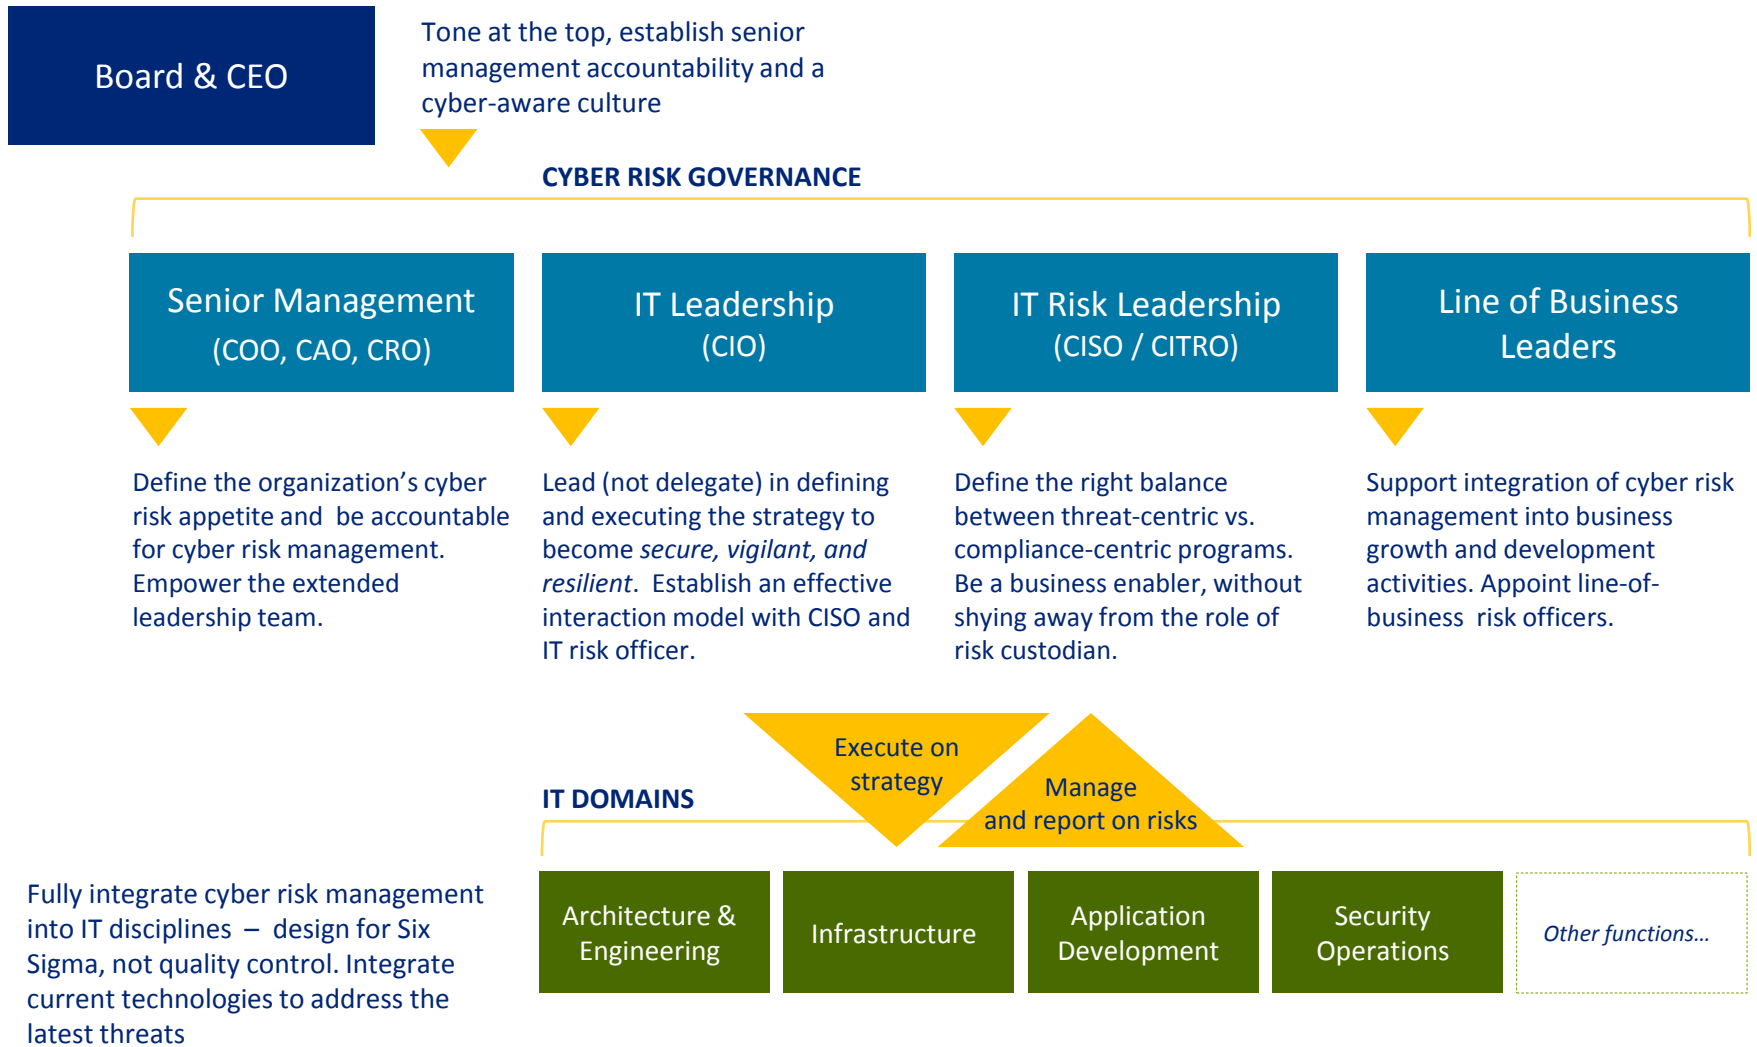 Board & CEO
Tone at the top, establish senior
management accountability and a
cyber-aware culture
CYBER RISK GOVERNANCE
Senior Management
(COO, CAO, CRO)
IT Leadership
(CIO)
IT Risk Leadership
(CISO / CITRO)
Line of Business
Leaders
Define the organization’s cyber
risk appetite and  be accountable
for cyber risk management.
Empower the extended
leadership team.
Lead (not delegate) in defining
and executing the strategy to
become secure, vigilant, and
resilient.  Establish an effective
interaction model with CISO and
IT risk officer.
Define the right balance
between threat-centric vs.
compliance-centric programs.
Be a business enabler, without
shying away from the role of
risk custodian.
Support integration of cyber risk
management into business
growth and development
activities. Appoint line-of-
business  risk officers.
Execute on
strategy
Manage
and report on risks
IT DOMAINS
Fully integrate cyber risk management
into IT disciplines  –  design for Six
Sigma, not quality control. Integrate
current technologies to address the
latest threats
Architecture &
Engineering
Infrastructure
Application
Development
Security
Operations
Other functions...